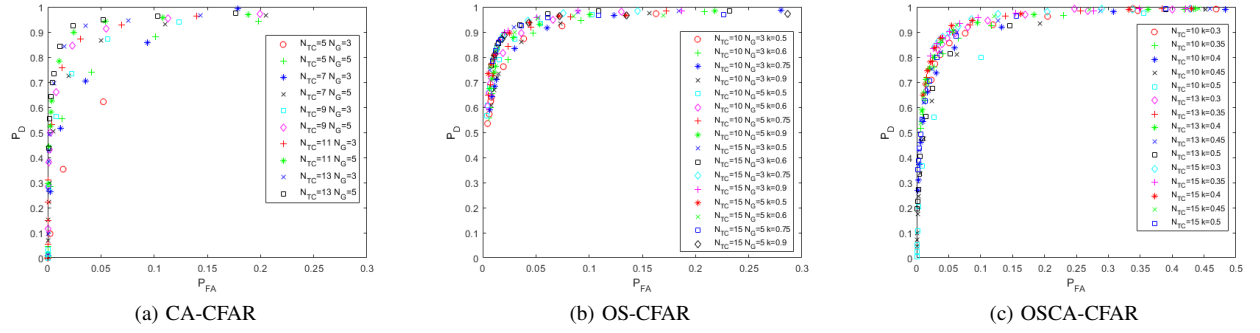 1
0.9
0.8
0.7
0.6
0.5
0.4
0.3
0.2
0.1
0
P_D
0 0.05 0.1 0.15 0.2 0.25 0.3
P_FA
N_TC=5 N_G=3
N_TC=5 N_G=5
N_TC=7 N_G=3
N_TC=7 N_G=5
N_TC=9 N_G=3
N_TC=9 N_G=5
N_TC=11 N_G=3
N_TC=11 N_G=5
N_TC=13 N_G=3
N_TC=13 N_G=5
(a) CA-CFAR
1
0.9
0.8
0.7
0.6
0.5
0.4
0.3
0.2
0.1
0
P_D
0 0.05 0.1 0.15 0.2 0.25 0.3
P_FA
N_TC=10 N_G=3 k=0.5
N_TC=10 N_G=3 k=0.6
N_TC=10 N_G=3 k=0.75
N_TC=10 N_G=3 k=0.9
N_TC=10 N_G=5 k=0.5
N_TC=10 N_G=5 k=0.6
N_TC=10 N_G=5 k=0.75
N_TC=10 N_G=5 k=0.9
N_TC=15 N_G=3 k=0.5
N_TC=15 N_G=3 k=0.6
N_TC=15 N_G=3 k=0.75
N_TC=15 N_G=3 k=0.9
N_TC=15 N_G=5 k=0.5
N_TC=15 N_G=5 k=0.6
N_TC=15 N_G=5 k=0.75
N_TC=15 N_G=5 k=0.9
(b) OS-CFAR
1
0.9
0.8
0.7
0.6
0.5
0.4
0.3
0.2
0.1
0
P_D
0 0.05 0.1 0.15 0.2 0.25 0.3 0.35 0.4 0.45 0.5
P_FA
N_TC=10 k=0.3
N_TC=10 k=0.35
N_TC=10 k=0.4
N_TC=10 k=0.45
N_TC=10 k=0.5
N_TC=13 k=0.3
N_TC=13 k=0.35
N_TC=13 k=0.4
N_TC=13 k=0.45
N_TC=13 k=0.5
N_TC=15 k=0.3
N_TC=15 k=0.35
N_TC=15 k=0.4
N_TC=15 k=0.45
N_TC=15 k=0.5
(c) OSCA-CFAR